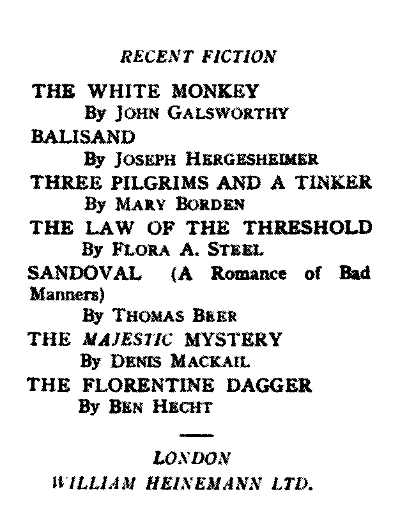 RECENT FICTION
THE WHITE MONKEY
By JOHN GALSWORTHY
BALISAND
By JOSEPH HERGESHEIMER
THREE PILGRIMS AND A TINKER
By MARY BORDEN
THE LAW OF THE THRESHOLD
By FLORA A. STEEL
SANDOVAL (A Romance of Bad
Manners)
By THOMAS BEER
THE MAJESTIC MYSTERY
By DENIS MACKAIL
THE FLORENTINE DAGGER
By BEN HECHT
LONDON
WILLIAM HEINEMANN LTD.